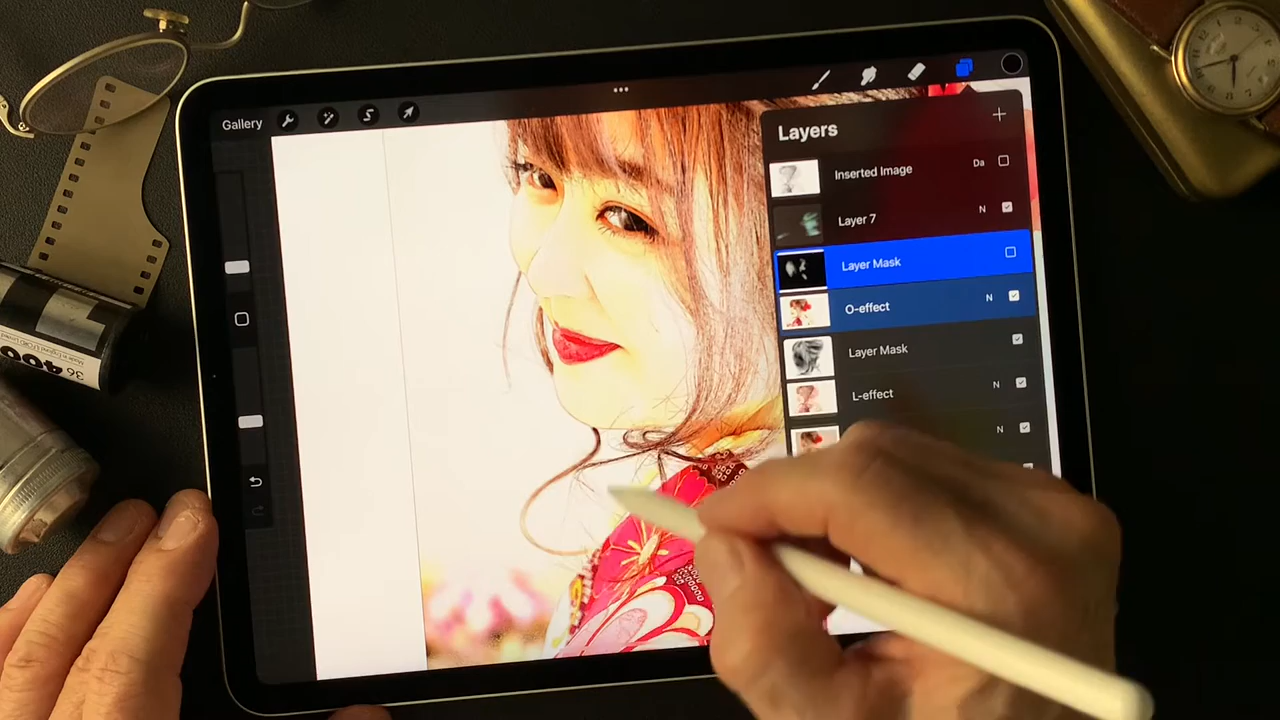 Gallery
Layers
Inserted Image Da
Layer 7 N
Layer Mask
O-effect N
Layer Mask
L-effect N
N
400
36